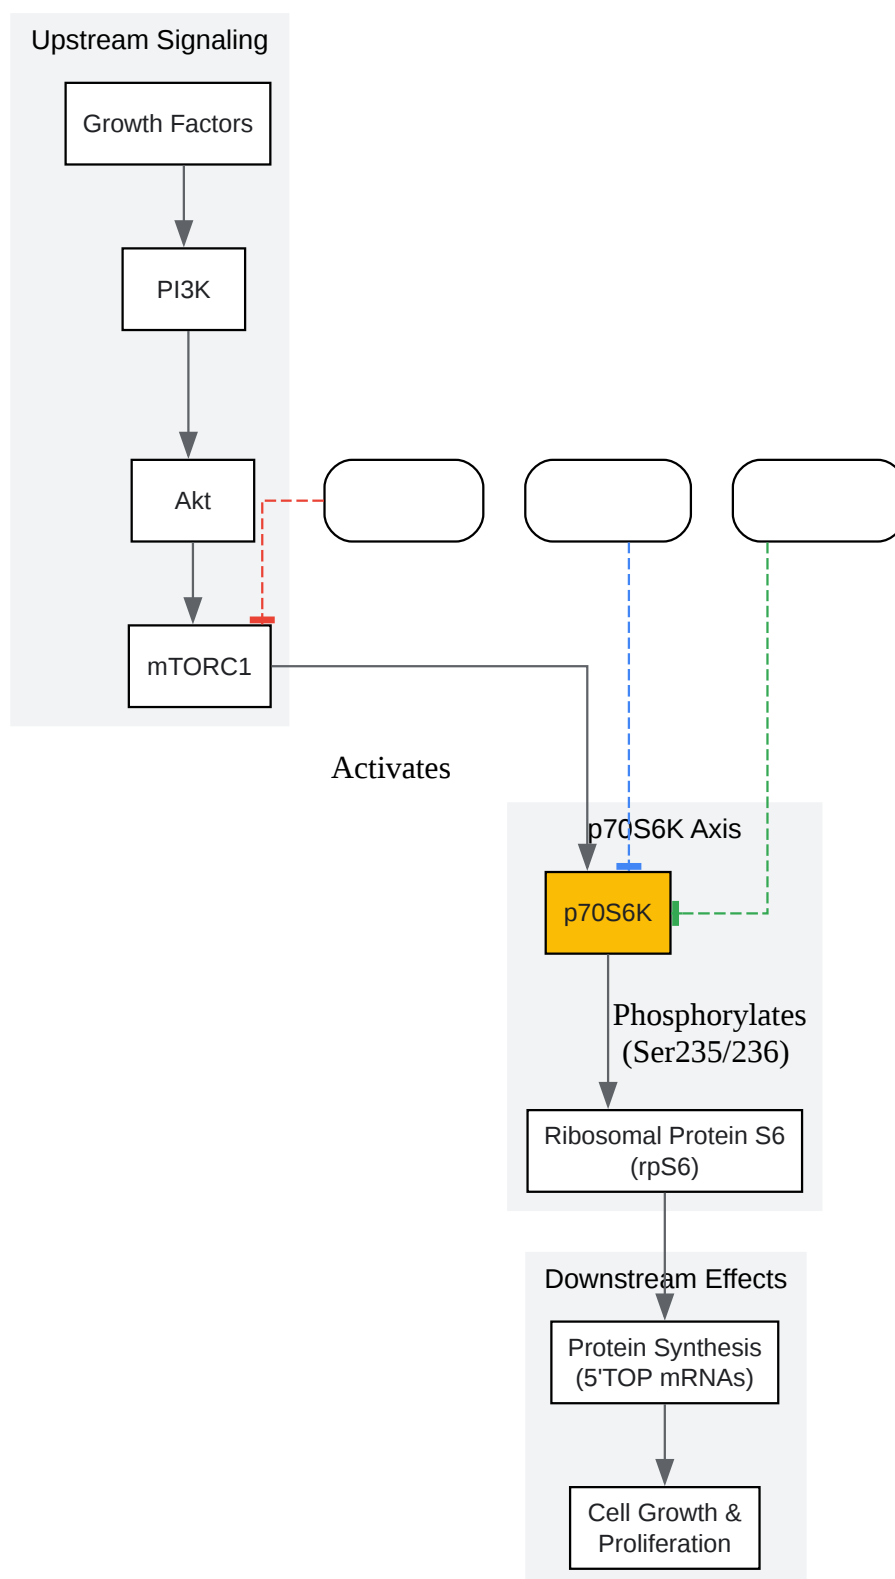 Upstream Signaling
Growth Factors
PI3K
Akt
mTORC1
Activates
p70S6K Axis
p70S6K
Phosphorylates
(Ser235/236)
Ribosomal Protein S6
(rpS6)
Downstream Effects
Protein Synthesis
(5'TOP mRNAs)
Cell Growth &
Proliferation